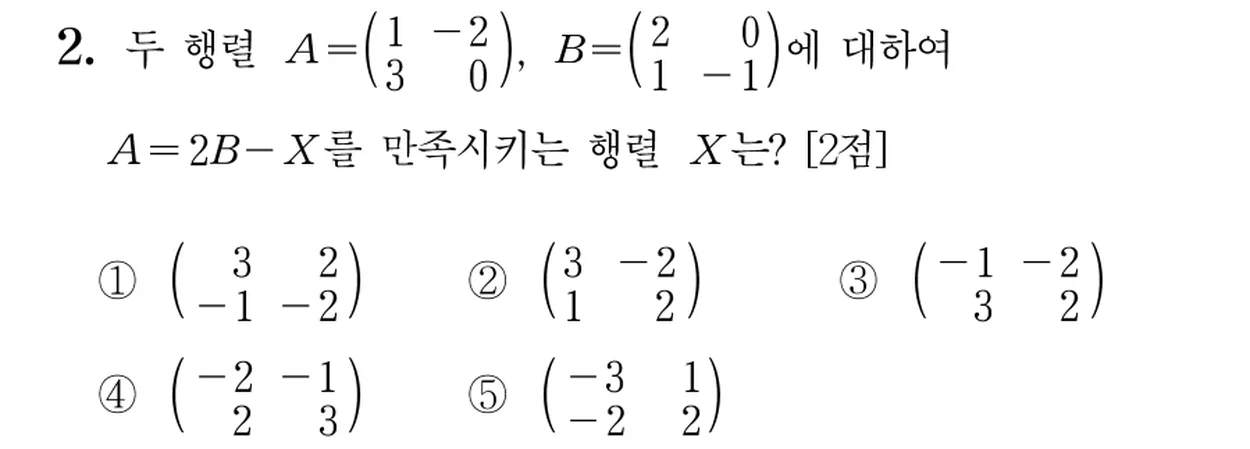 2. 두 행렬 A=(1 -2; 3 0), B=(2 0; 1 -1)에 대하여
A=2B-X를 만족시키는 행렬 X는? [2점]
① (3 2; -1 -2) ② (3 -2; 1 2) ③ (-1 -2; 3 2)
④ (-2 -1; 2 3) ⑤ (-3 1; -2 2)